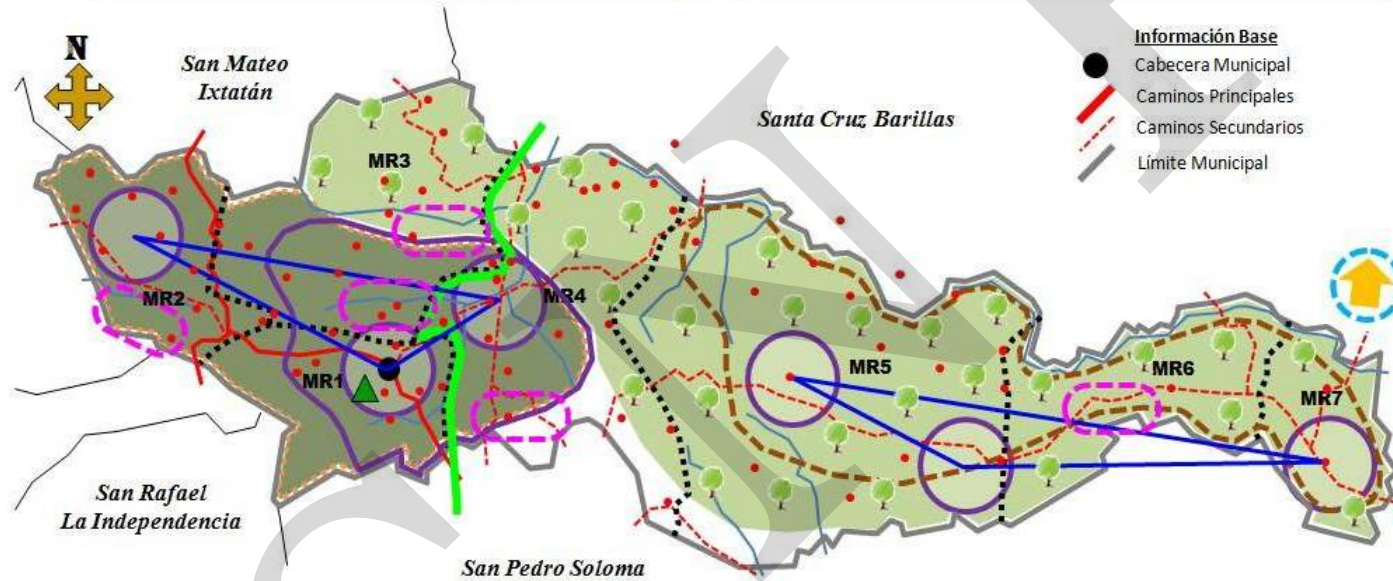 N
San Mateo
Ixtatán
Santa Cruz Barillas
Información Base
Cabecera Municipal
Caminos Principales
Caminos Secundarios
Límite Municipal
MR3
MR2
MR4
MR1
MR5
MR6
MR7
San Rafael
La Independencia
San Pedro Soloma